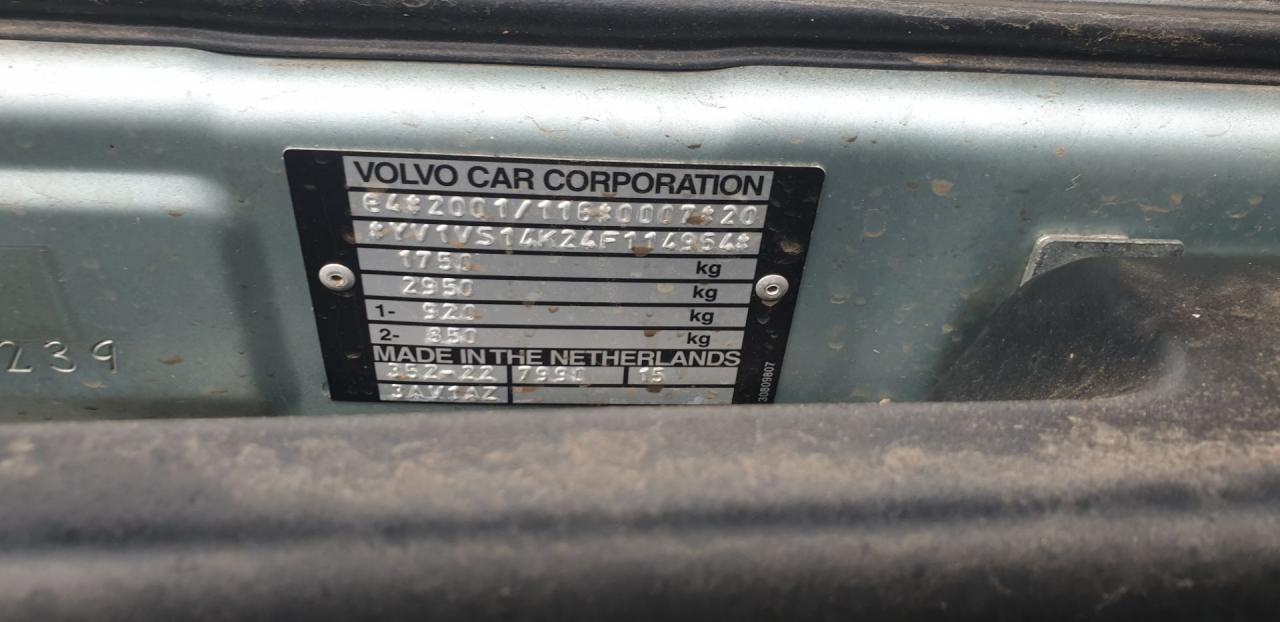 VOLVO CAR CORPORATION
e4*2001/116*0007*20
*YV1VS14K24F114964*
1750 kg
2950 kg
1- 920 kg
2- 850 kg
MADE IN THE NETHERLANDS
352-22 7990 15
3AV1AZ
30809807
239